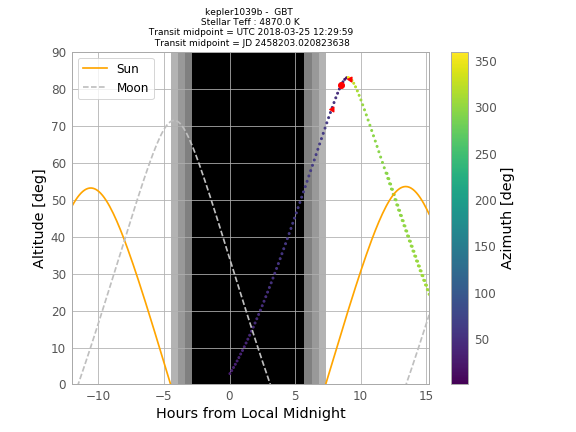 kepler1039b - GBT
Stellar Teff : 4870.0 K
Transit midpoint = UTC 2018-03-25 12:29:59
Transit midpoint = JD 2458203.020823638
90
80
70
60
50
40
30
20
10
0
Altitude [deg]
Sun
Moon
−10
−5
0
5
10
15
Hours from Local Midnight
350
300
250
200
150
100
50
Azimuth [deg]